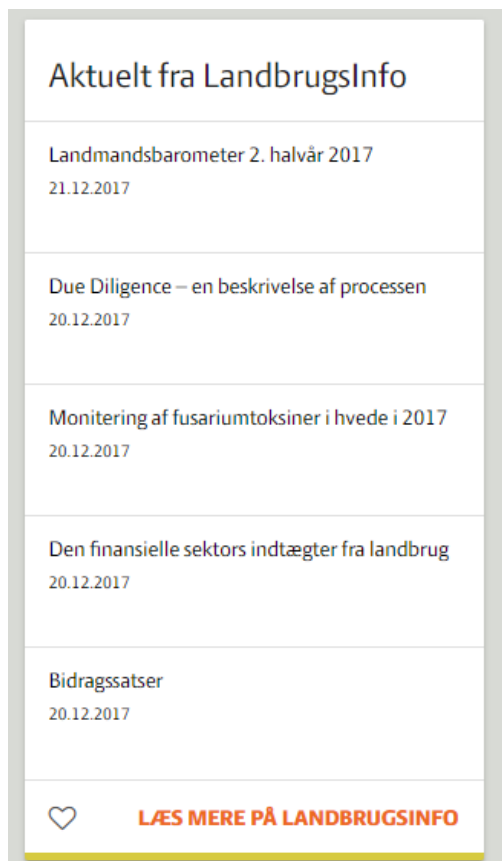 Aktuelt fra LandbrugsInfo
Landmandsbarometer 2. halvår 2017
21.12.2017
Due Diligence – en beskrivelse af processen
20.12.2017
Monitering af fusariumtoksiner i hvede i 2017
20.12.2017
Den finansielle sektors indtægter fra landbrug
20.12.2017
Bidragssatser
20.12.2017
LÆS MERE PÅ LANDBRUGSINFO